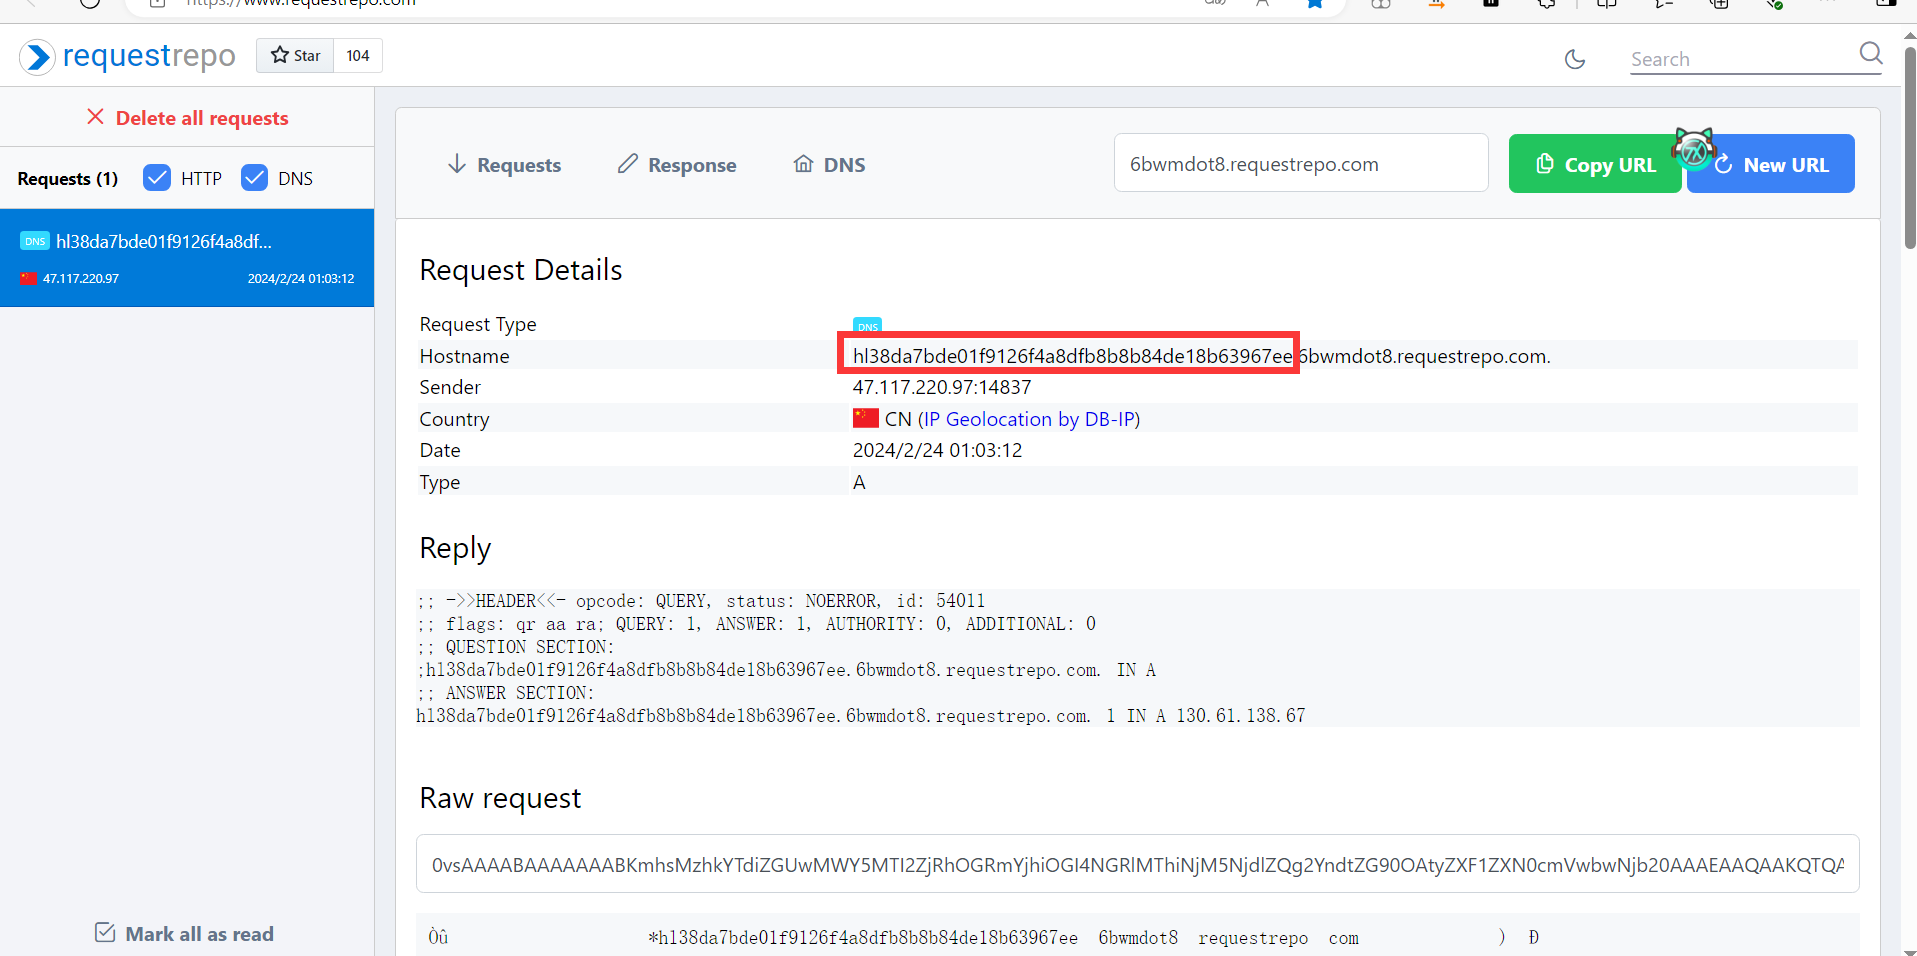 https://www.requestrepo.com
requestrepo
Star 104
Search
Delete all requests
Requests (1) HTTP DNS
DNS hl38da7bde01f9126f4a8df...
47.117.220.97 2024/2/24 01:03:12
Mark all as read
Requests Response DNS 6bwmdot8.requestrepo.com Copy URL New URL
Request Details
Request Type DNS
Hostname hl38da7bde01f9126f4a8dfb8b8b84de18b63967ee.6bwmdot8.requestrepo.com.
Sender 47.117.220.97:14837
Country CN (IP Geolocation by DB-IP)
Date 2024/2/24 01:03:12
Type A
Reply
;; ->>HEADER<<- opcode: QUERY, status: NOERROR, id: 54011
;; flags: qr aa ra; QUERY: 1, ANSWER: 1, AUTHORITY: 0, ADDITIONAL: 0
;; QUESTION SECTION:
;hl38da7bde01f9126f4a8dfb8b8b84de18b63967ee.6bwmdot8.requestrepo.com. IN A
;; ANSWER SECTION:
hl38da7bde01f9126f4a8dfb8b8b84de18b63967ee.6bwmdot8.requestrepo.com. 1 IN A 130.61.138.67
Raw request
0vsAAAABAAAAAAABKmhsMzhkYTdiZGUwMWY5MTI2ZjRhOGRmYjhiOGI4NGRlMThiNjM5NjdlZQg2YndtZG90OAtyZXF1ZXN0cmVwbwNjb20AAAEAAQAAKQTQA
Òû *hl38da7bde01f9126f4a8dfb8b8b84de18b63967ee 6bwmdot8 requestrepo com ) Ð